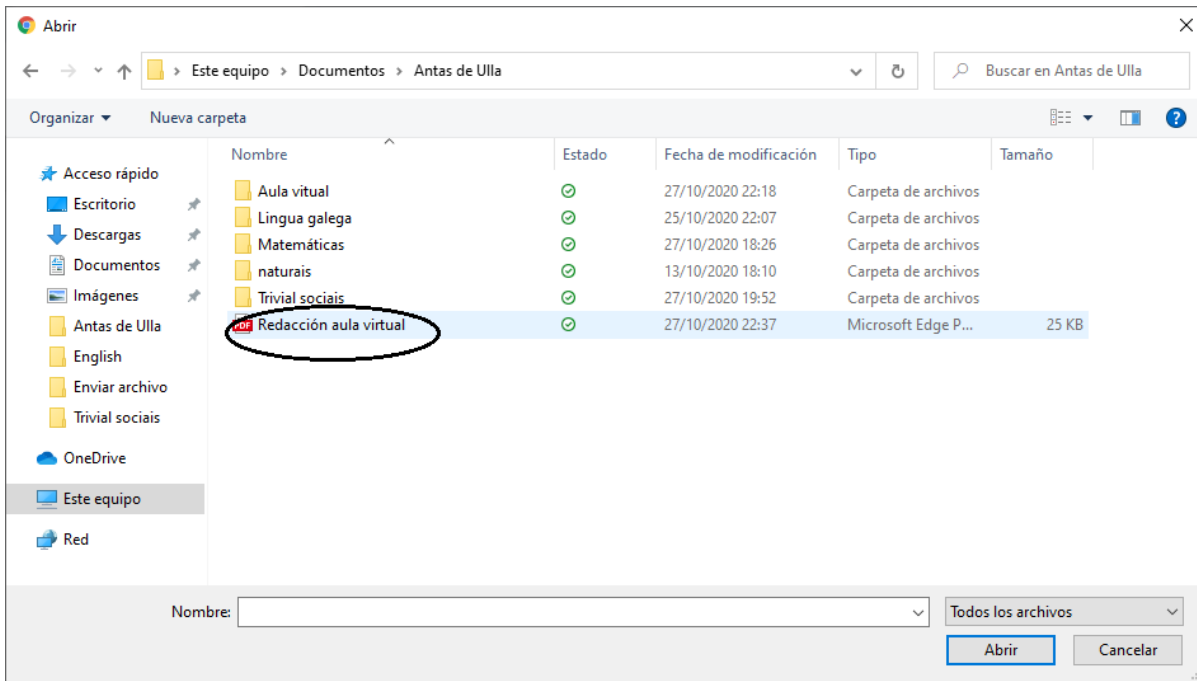 Abrir
Este equipo > Documentos > Antas de Ulla
Buscar en Antas de Ulla
Organizar
Nueva carpeta
?
Nombre Estado Fecha de modificación Tipo Tamaño
Acceso rápido
Escritorio
Descargas
Documentos
Imágenes
Antas de Ulla
English
Enviar archivo
Trivial sociais
OneDrive
Este equipo
Red
Aula vitual 27/10/2020 22:18 Carpeta de archivos
Lingua galega 25/10/2020 22:07 Carpeta de archivos
Matemáticas 27/10/2020 18:26 Carpeta de archivos
naturais 13/10/2020 18:10 Carpeta de archivos
Trivial sociais 27/10/2020 19:52 Carpeta de archivos
PDF Redacción aula virtual 27/10/2020 22:37 Microsoft Edge P... 25 KB
Nombre:
Todos los archivos
Abrir
Cancelar